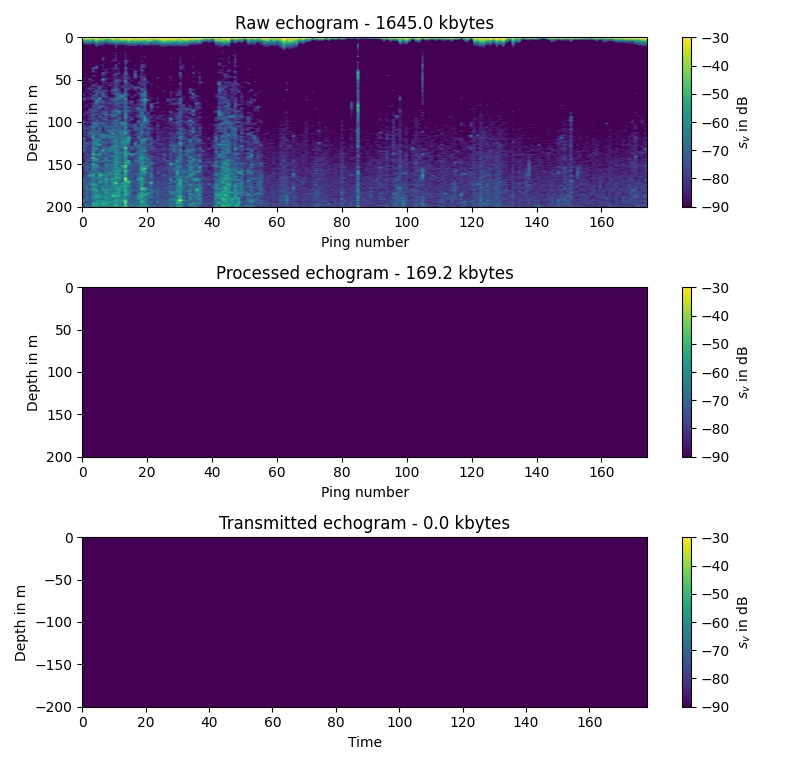 Raw echogram - 1645.0 kbytes
0
50
100
150
200
Depth in m
0 20 40 60 80 100 120 140 160
Ping number
−30
−40
−50
−60
−70
−80
−90
sv in dB
Processed echogram - 169.2 kbytes
0
50
100
150
200
Depth in m
0 20 40 60 80 100 120 140 160
Ping number
−30
−40
−50
−60
−70
−80
−90
sv in dB
Transmitted echogram - 0.0 kbytes
0
−50
−100
−150
−200
Depth in m
0 20 40 60 80 100 120 140 160
Time
−30
−40
−50
−60
−70
−80
−90
sv in dB